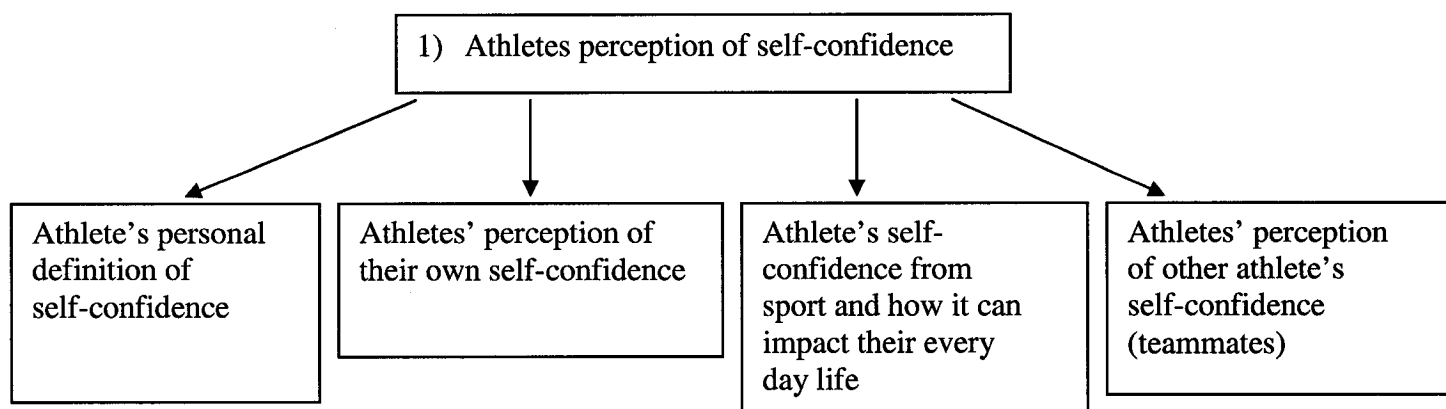 1) Athletes perception of self-confidence
Athlete's personal
definition of
self-confidence
Athletes' perception of
their own self-confidence
Athlete's self-
confidence from
sport and how it can
impact their every
day life
Athletes' perception
of other athlete's
self-confidence
(teammates)